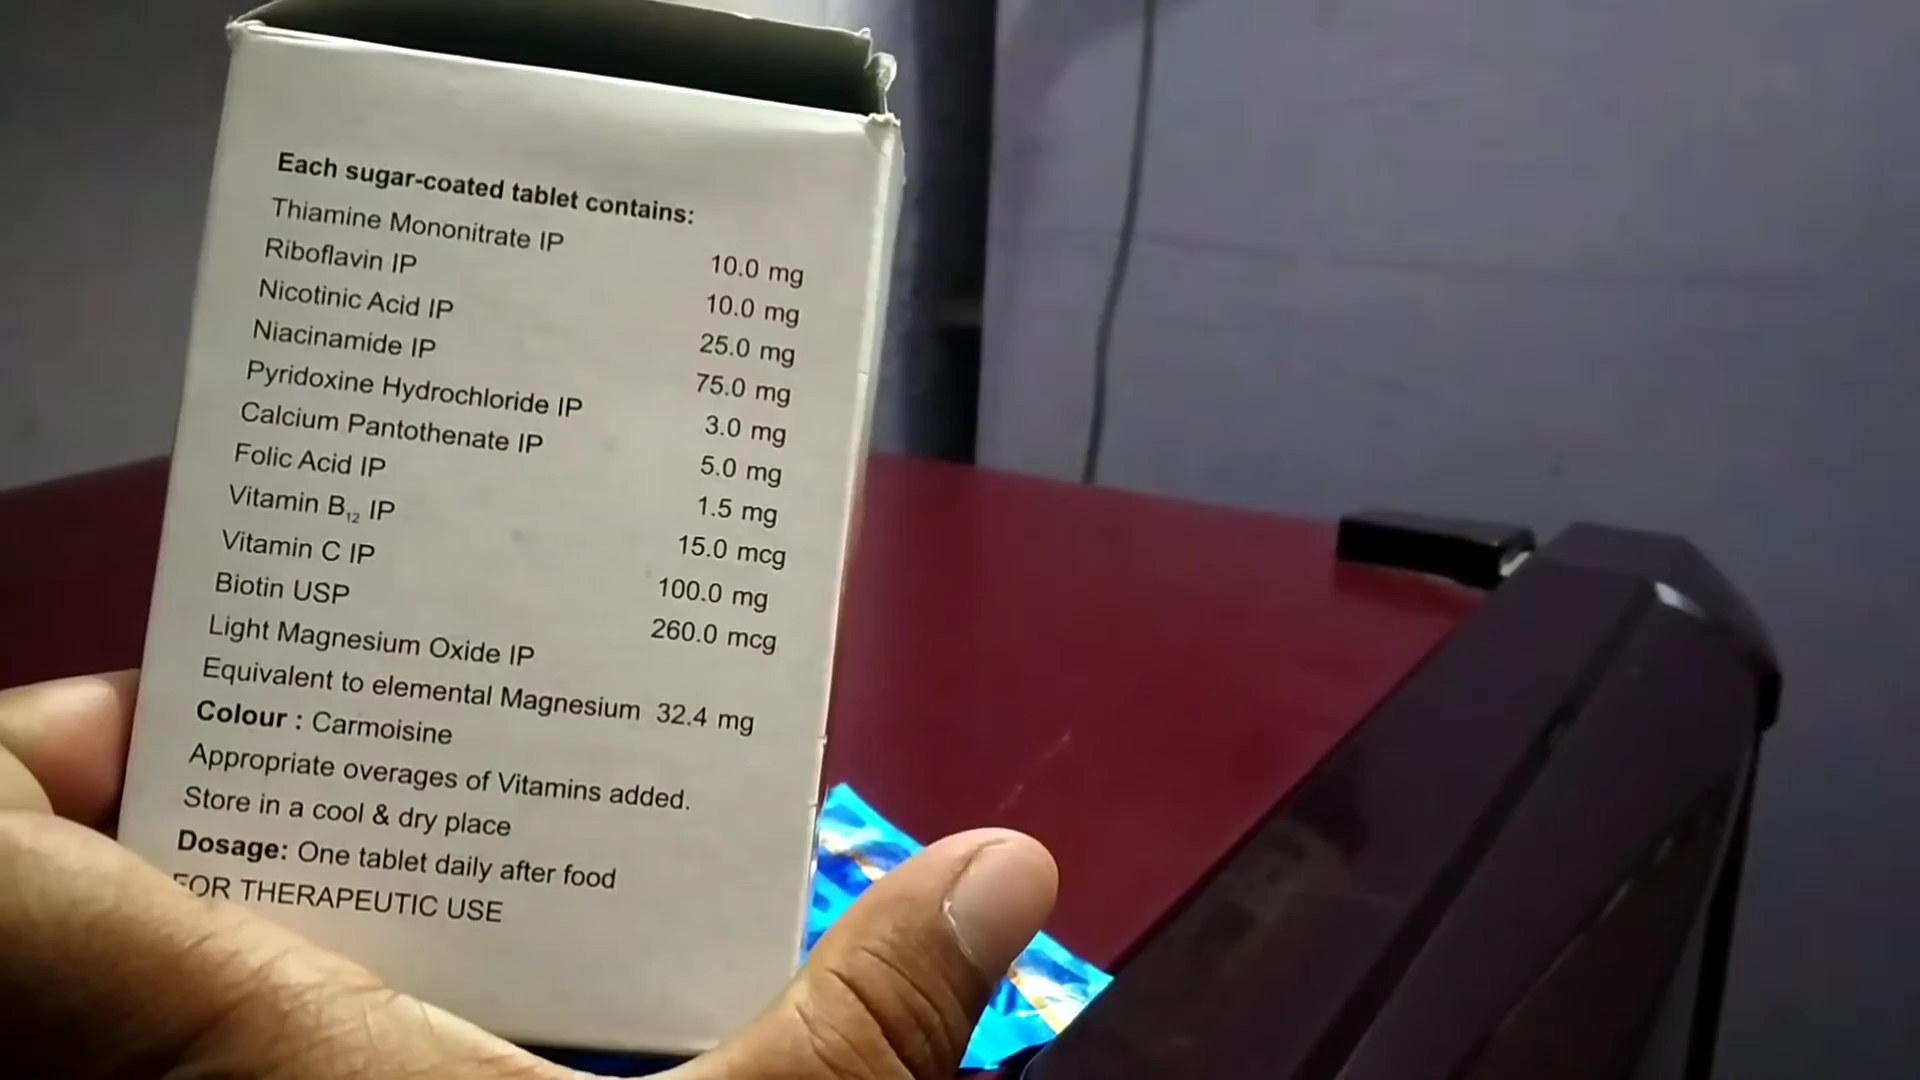 Each sugar-coated tablet contains:
Thiamine Mononitrate IP 10.0 mg
Riboflavin IP 10.0 mg
Nicotinic Acid IP 25.0 mg
Niacinamide IP 75.0 mg
Pyridoxine Hydrochloride IP 3.0 mg
Calcium Pantothenate IP 5.0 mg
Folic Acid IP 1.5 mg
Vitamin B₁₂ IP 15.0 mcg
Vitamin C IP 100.0 mg
Biotin USP 260.0 mcg
Light Magnesium Oxide IP
Equivalent to elemental Magnesium 32.4 mg
Colour : Carmoisine
Appropriate overages of Vitamins added.
Store in a cool & dry place
Dosage: One tablet daily after food
FOR THERAPEUTIC USE